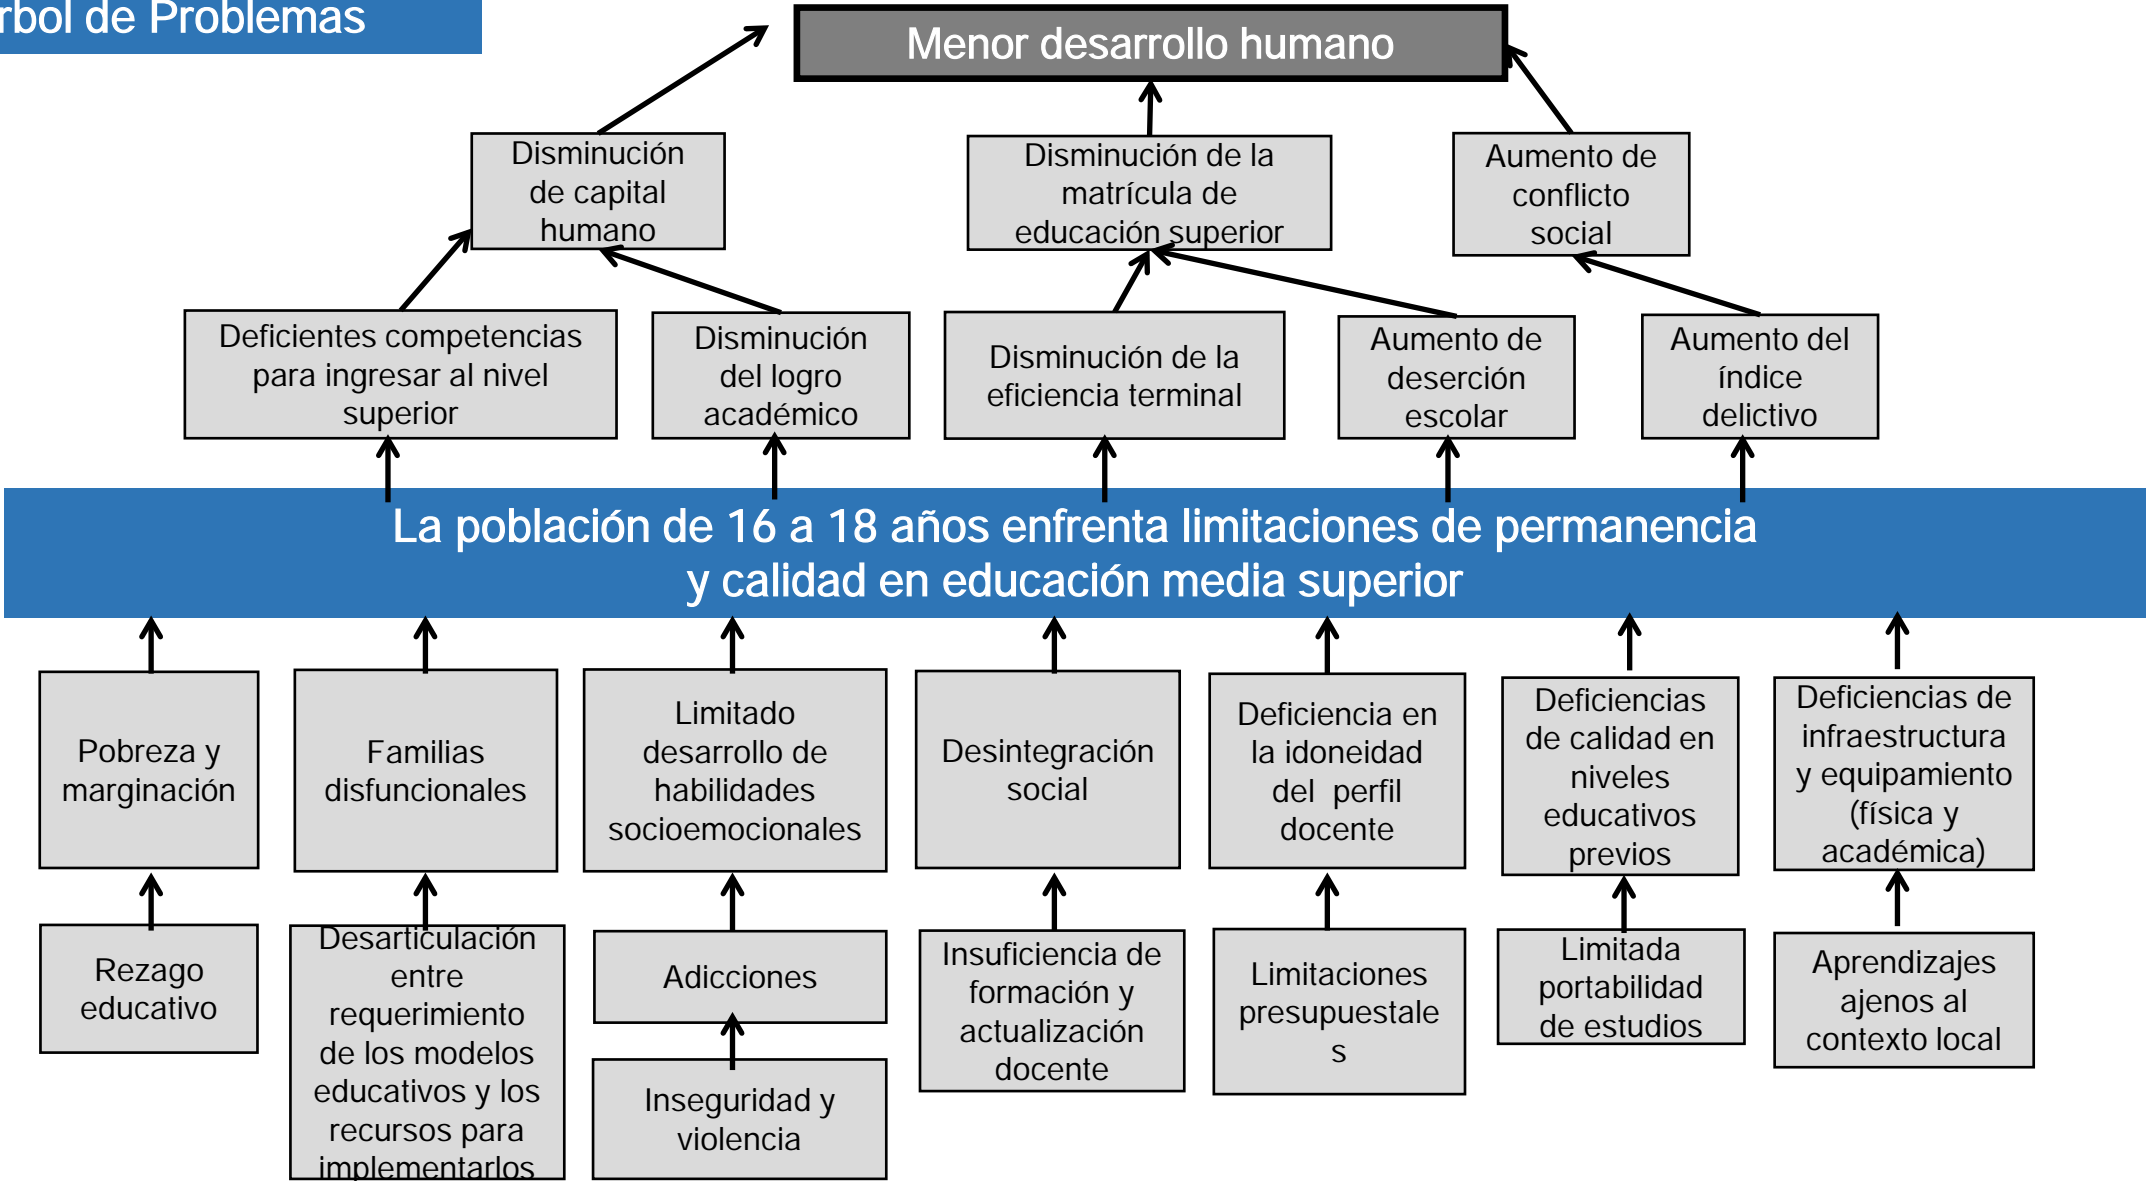 rbol de Problemas
Menor desarrollo humano
Disminución
de capital
humano
Disminución de la
matrícula de
educación superior
Aumento de
conflicto
social
Deficientes competencias
para ingresar al nivel
superior
Disminución
del logro
académico
Disminución de la
eficiencia terminal
Aumento de
deserción
escolar
Aumento del
índice
delictivo
La población de 16 a 18 años enfrenta limitaciones de permanencia
y calidad en educación media superior
Pobreza y
marginación
Familias
disfuncionales
Limitado
desarrollo de
habilidades
socioemocionales
Desintegración
social
Deficiencia en
la idoneidad
del  perfil
docente
Deficiencias
de calidad en
niveles
educativos
previos
Deficiencias de
infraestructura
y equipamiento
(física y
académica)
Rezago
educativo
Desarticulación
entre
requerimiento
de los modelos
educativos y los
recursos para
implementarlos
Adicciones
Inseguridad y
violencia
Insuficiencia de
formación y
actualización
docente
Limitaciones
presupuestale
s
Limitada
portabilidad
de estudios
Aprendizajes
ajenos al
contexto local